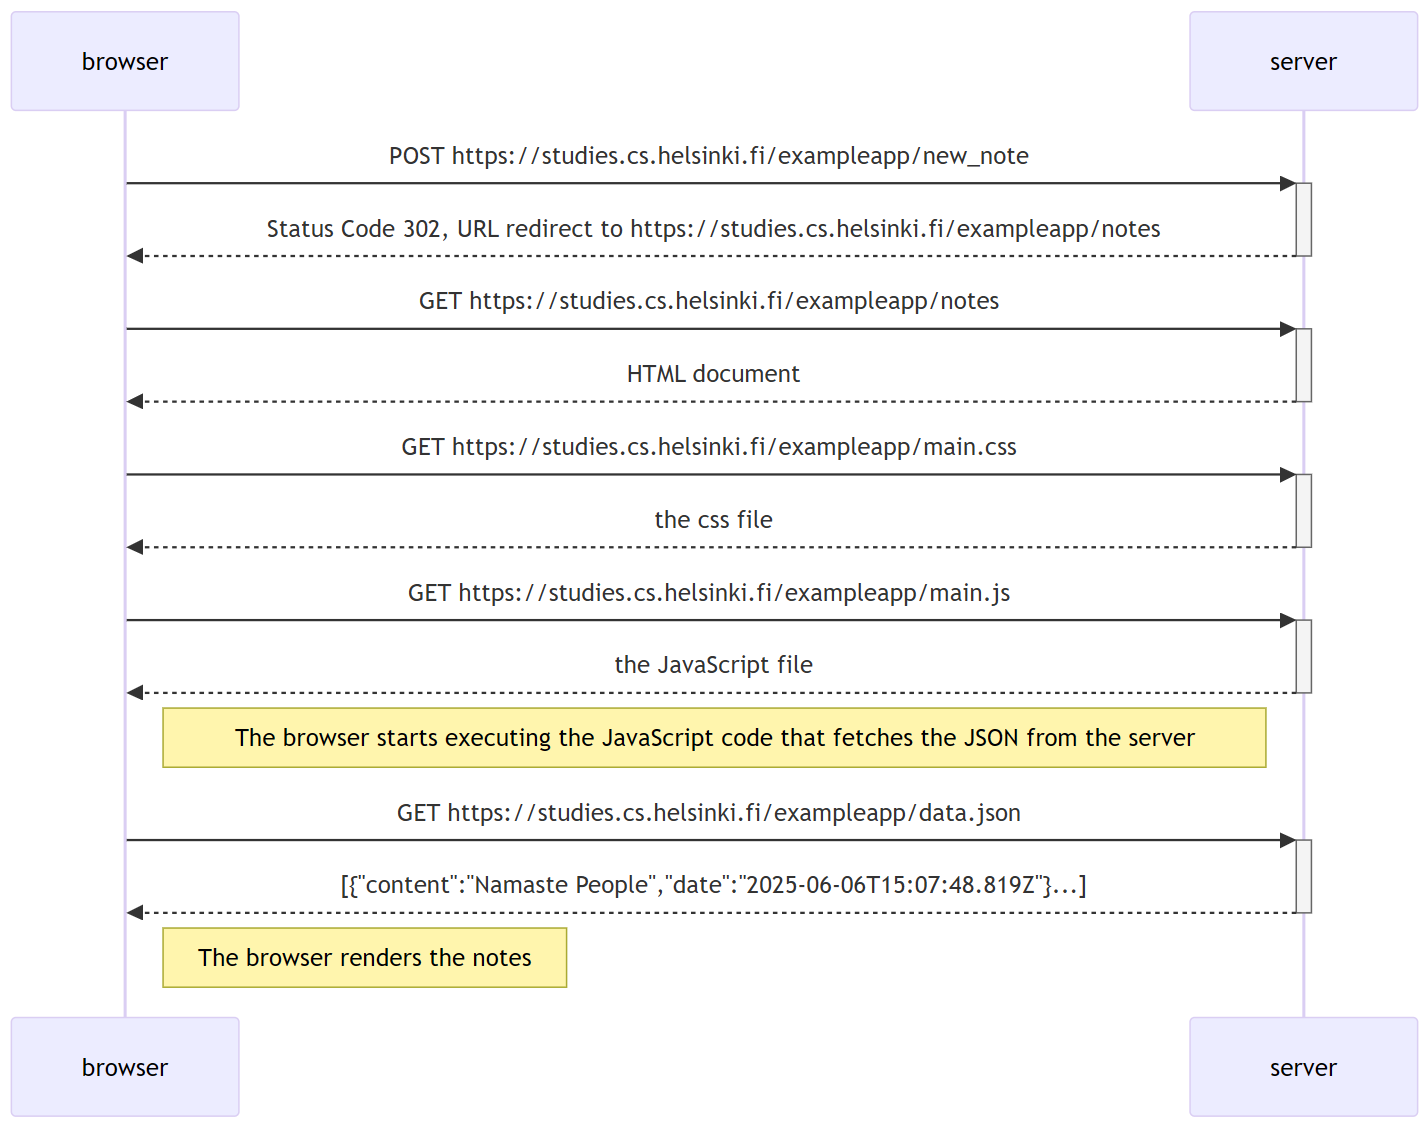 browser
server
POST https://studies.cs.helsinki.fi/exampleapp/new_note
Status Code 302, URL redirect to https://studies.cs.helsinki.fi/exampleapp/notes
GET https://studies.cs.helsinki.fi/exampleapp/notes
HTML document
GET https://studies.cs.helsinki.fi/exampleapp/main.css
the css file
GET https://studies.cs.helsinki.fi/exampleapp/main.js
the JavaScript file
The browser starts executing the JavaScript code that fetches the JSON from the server
GET https://studies.cs.helsinki.fi/exampleapp/data.json
[{"content":"Namaste People","date":"2025-06-06T15:07:48.819Z"}...]
The browser renders the notes
browser
server